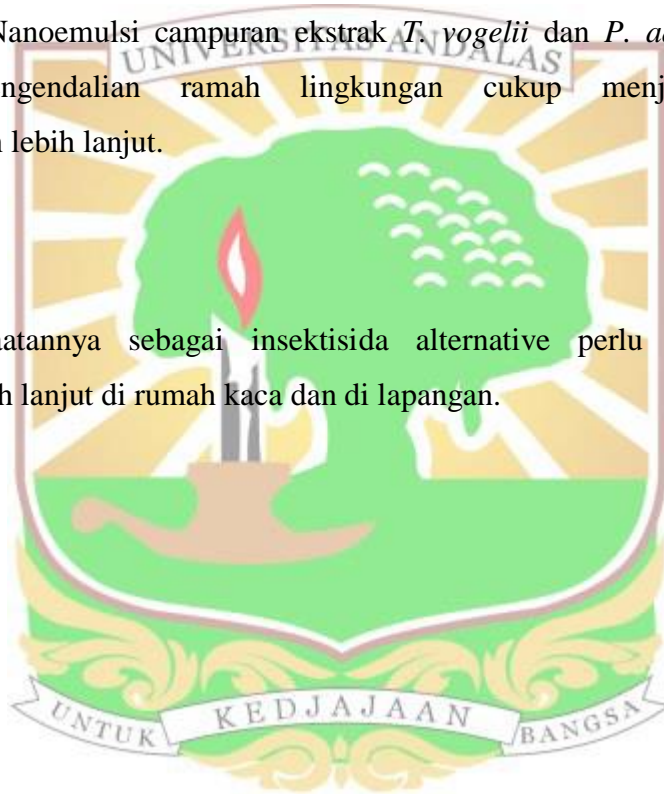 Nanoemulsi campuran ekstrak T. vogelii dan P. a
UNIVERSITAS ANDALAS
ngendalian ramah lingkungan cukup menj
lebih lanjut.
atannya sebagai insektisida alternative perlu
h lanjut di rumah kaca dan di lapangan.
UNTUK KEDJAJAAN BANGSA